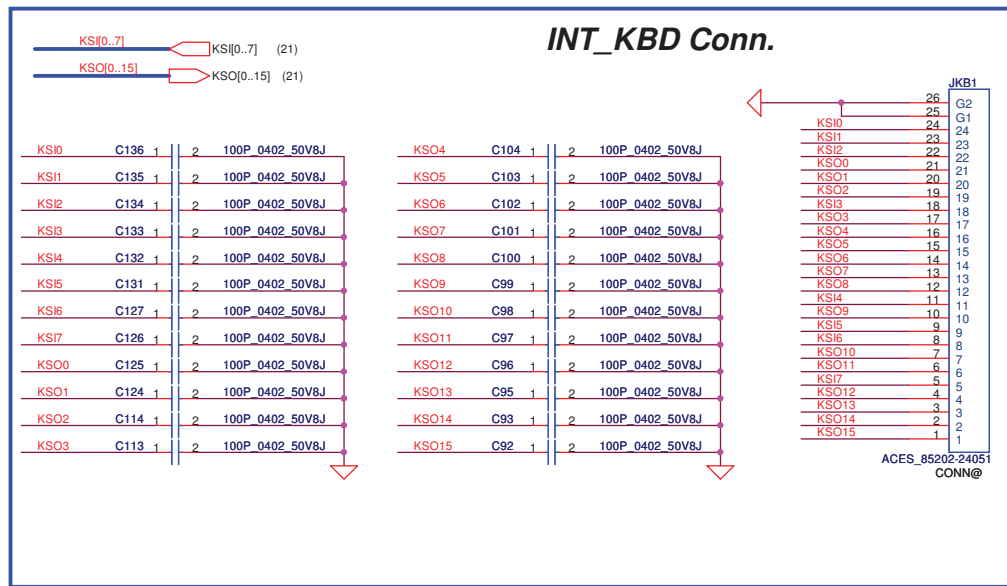 INT_KBD Conn.
KSI[0..7] KSI[0..7] (21)
KSO[0..15] KSO[0..15] (21)
KSI0 C136 1 2 100P_0402_50V8J
KSI1 C135 1 2 100P_0402_50V8J
KSI2 C134 1 2 100P_0402_50V8J
KSI3 C133 1 2 100P_0402_50V8J
KSI4 C132 1 2 100P_0402_50V8J
KSI5 C131 1 2 100P_0402_50V8J
KSI6 C127 1 2 100P_0402_50V8J
KSI7 C126 1 2 100P_0402_50V8J
KSO0 C125 1 2 100P_0402_50V8J
KSO1 C124 1 2 100P_0402_50V8J
KSO2 C114 1 2 100P_0402_50V8J
KSO3 C113 1 2 100P_0402_50V8J
KSO4 C104 1 2 100P_0402_50V8J
KSO5 C103 1 2 100P_0402_50V8J
KSO6 C102 1 2 100P_0402_50V8J
KSO7 C101 1 2 100P_0402_50V8J
KSO8 C100 1 2 100P_0402_50V8J
KSO9 C99 1 2 100P_0402_50V8J
KSO10 C98 1 2 100P_0402_50V8J
KSO11 C97 1 2 100P_0402_50V8J
KSO12 C96 1 2 100P_0402_50V8J
KSO13 C95 1 2 100P_0402_50V8J
KSO14 C93 1 2 100P_0402_50V8J
KSO15 C92 1 2 100P_0402_50V8J
JKB1
26 G2
25 G1
KSI0 24 24
KSI1 23 23
KSI2 22 22
KSO0 21 21
KSO1 20 20
KSO2 19 19
KSI3 18 18
KSO3 17 17
KSO4 16 16
KSO5 15 15
KSO6 14 14
KSO7 13 13
KSO8 12 12
KSI4 11 11
KSO9 10 10
KSI5 9 9
KSI6 8 8
KSO10 7 7
KSO11 6 6
KSI7 5 5
KSO12 4 4
KSO13 3 3
KSO14 2 2
KSO15 1 1
ACES_85202-24051
CONN@